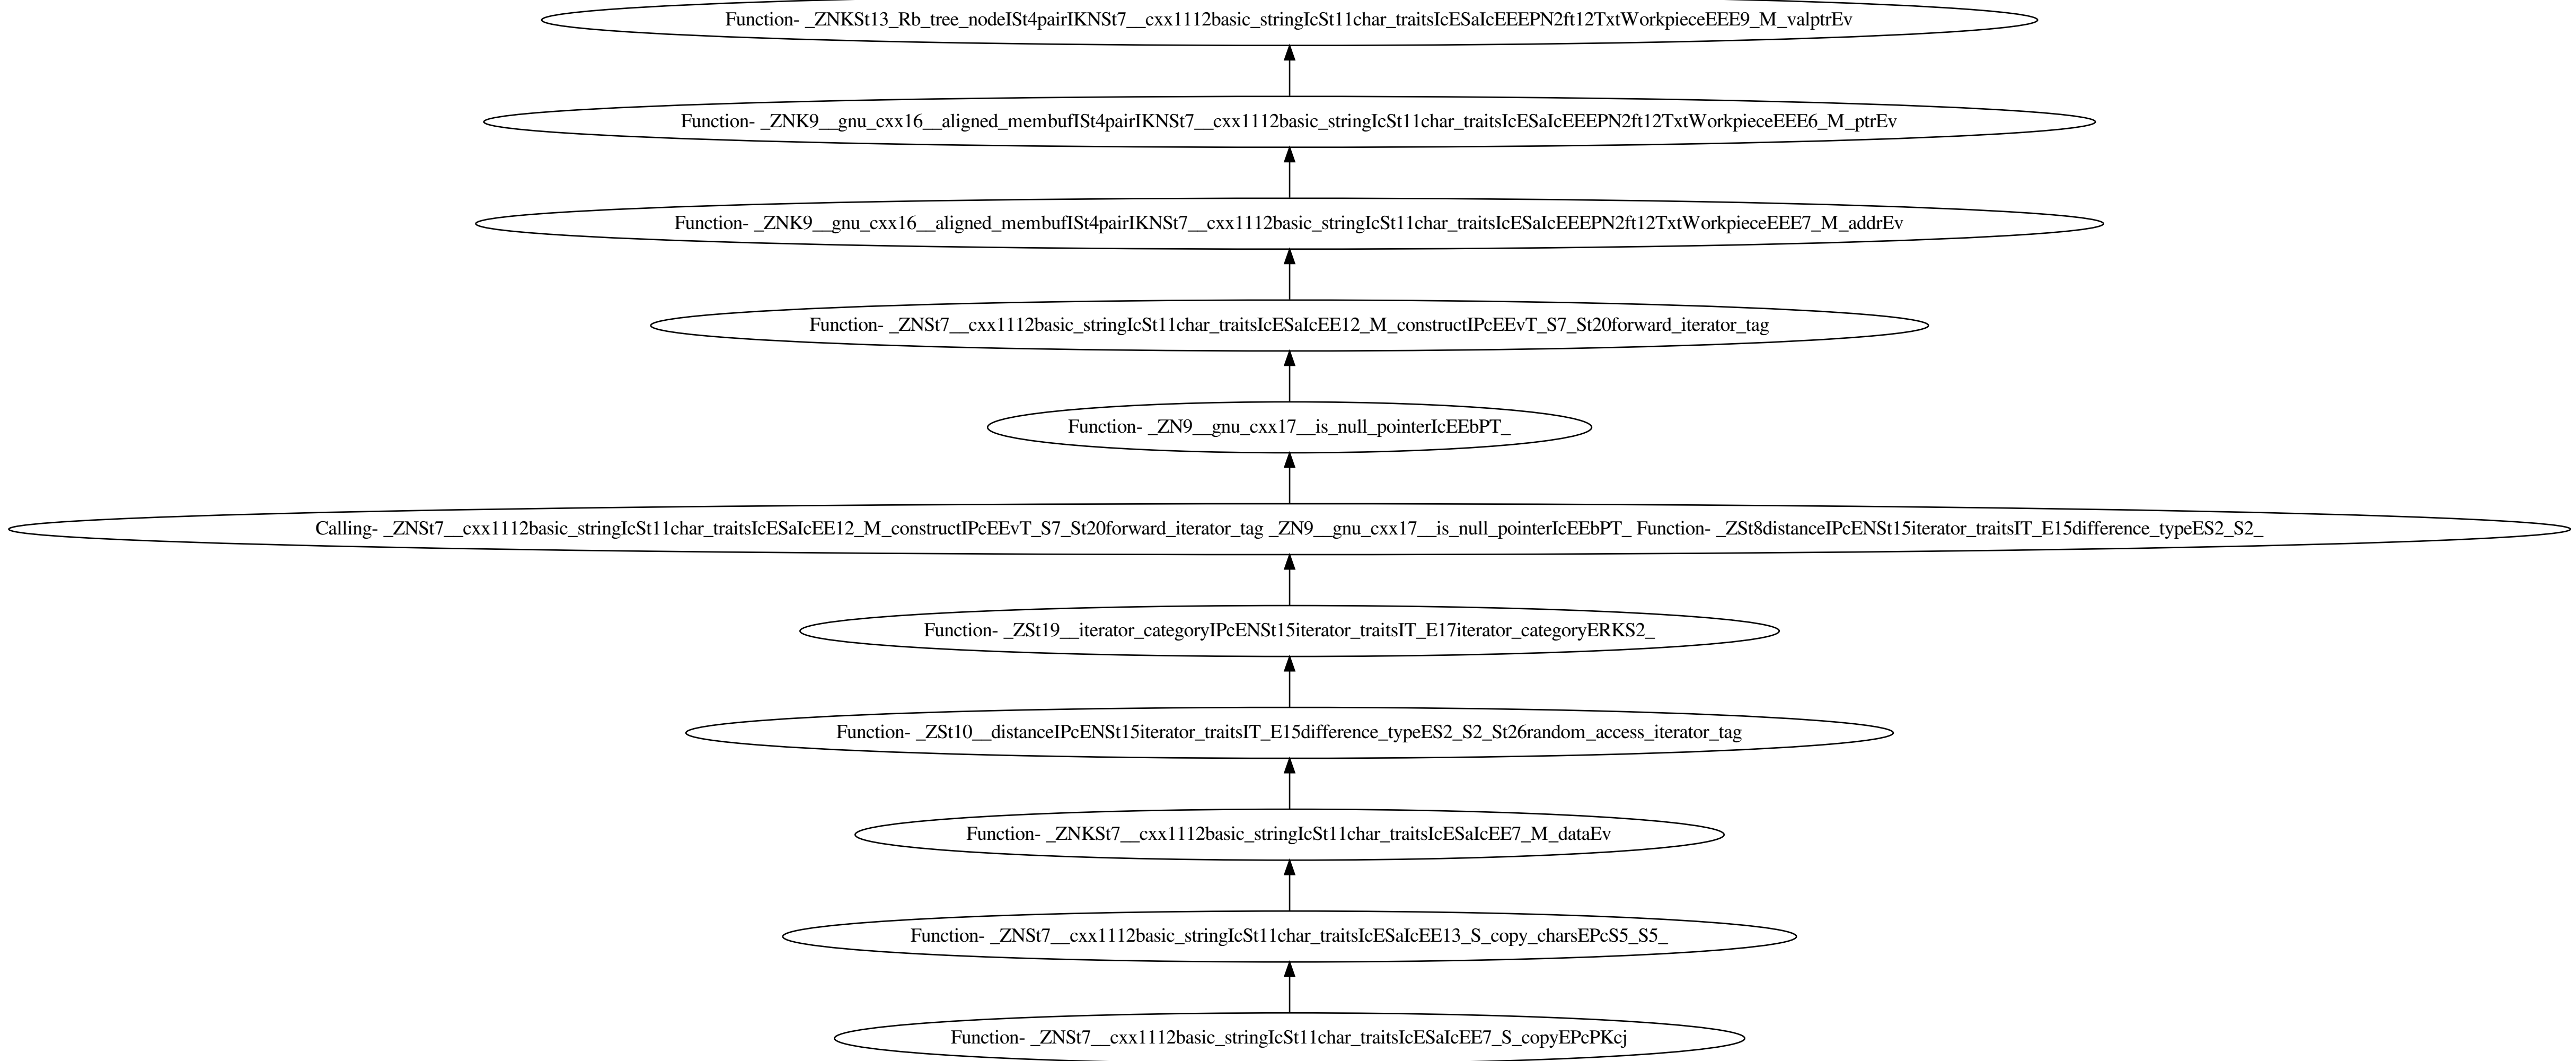 Function- _ZNKSt13_Rb_tree_nodeISt4pairIKNSt7__cxx1112basic_stringIcSt11char_traitsIcESaIcEEEPN2ft12TxtWorkpieceEEE9_M_valptrEv
Function- _ZNK9__gnu_cxx16__aligned_membufISt4pairIKNSt7__cxx1112basic_stringIcSt11char_traitsIcESaIcEEEPN2ft12TxtWorkpieceEEE6_M_ptrEv
Function- _ZNK9__gnu_cxx16__aligned_membufISt4pairIKNSt7__cxx1112basic_stringIcSt11char_traitsIcESaIcEEEPN2ft12TxtWorkpieceEEE7_M_addrEv
Function- _ZNSt7__cxx1112basic_stringIcSt11char_traitsIcESaIcEE12_M_constructIPcEEvT_S7_St20forward_iterator_tag
Function- _ZN9__gnu_cxx17__is_null_pointerIcEEbPT_
Calling- _ZNSt7__cxx1112basic_stringIcSt11char_traitsIcESaIcEE12_M_constructIPcEEvT_S7_St20forward_iterator_tag _ZN9__gnu_cxx17__is_null_pointerIcEEbPT_ Function- _ZSt8distanceIPcENSt15iterator_traitsIT_E15difference_typeES2_S2_
Function- _ZSt19__iterator_categoryIPcENSt15iterator_traitsIT_E17iterator_categoryERKS2_
Function- _ZSt10__distanceIPcENSt15iterator_traitsIT_E15difference_typeES2_S2_St26random_access_iterator_tag
Function- _ZNKSt7__cxx1112basic_stringIcSt11char_traitsIcESaIcEE7_M_dataEv
Function- _ZNSt7__cxx1112basic_stringIcSt11char_traitsIcESaIcEE13_S_copy_charsEPcS5_S5_
Function- _ZNSt7__cxx1112basic_stringIcSt11char_traitsIcESaIcEE7_S_copyEPcPKcj